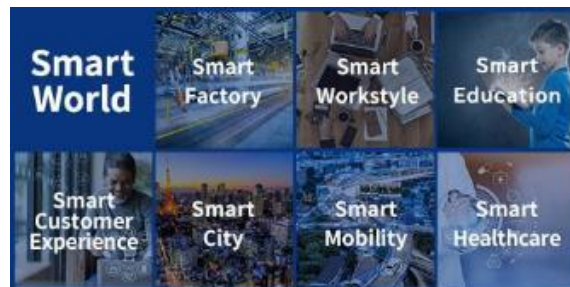 Smart
World
Smart
Factory
Smart
Workstyle
Smart
Education
Smart
Customer
Experience
Smart
City
Smart
Mobility
Smart
Healthcare